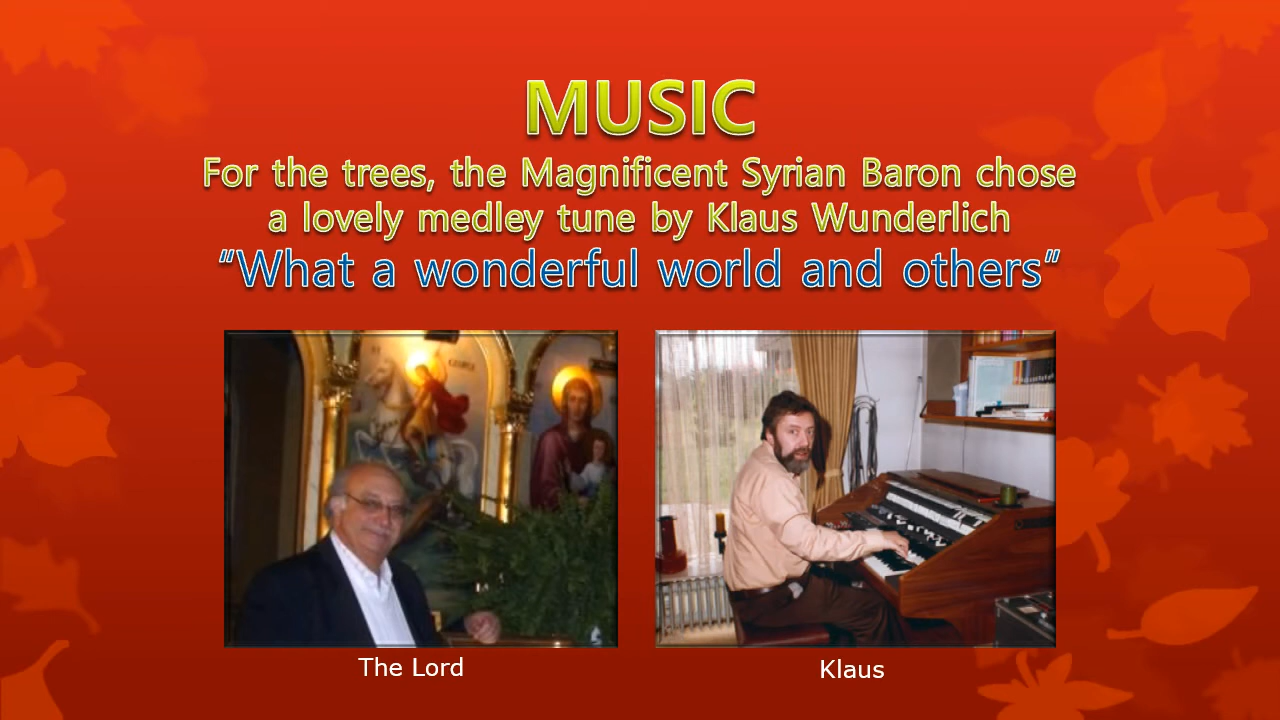 MUSIC
For the trees, the Magnificent Syrian Baron chose
a lovely medley tune by Klaus Wunderlich
"What a wonderful world and others"
GEORGE
The Lord
Klaus